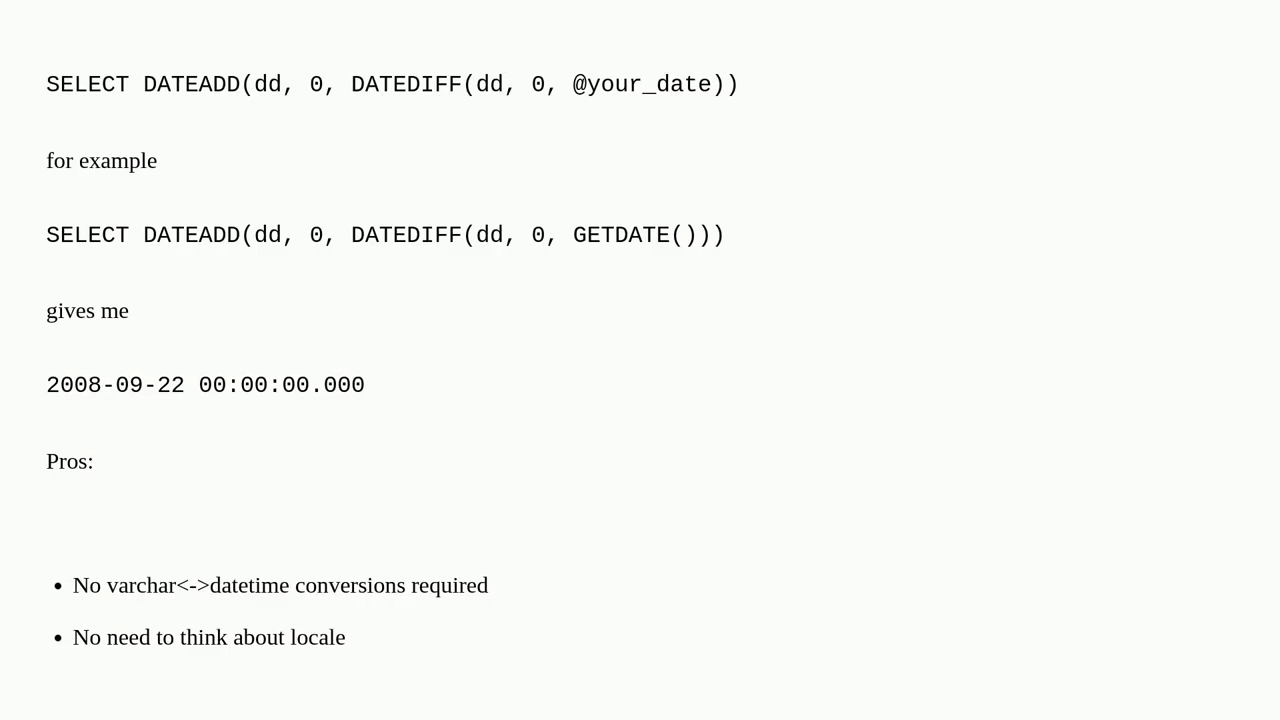 SELECT DATEADD(dd, 0, DATEDIFF(dd, 0, @your_date))
for example
SELECT DATEADD(dd, 0, DATEDIFF(dd, 0, GETDATE()))
gives me
2008-09-22 00:00:00.000
Pros:
• No varchar<->datetime conversions required
• No need to think about locale